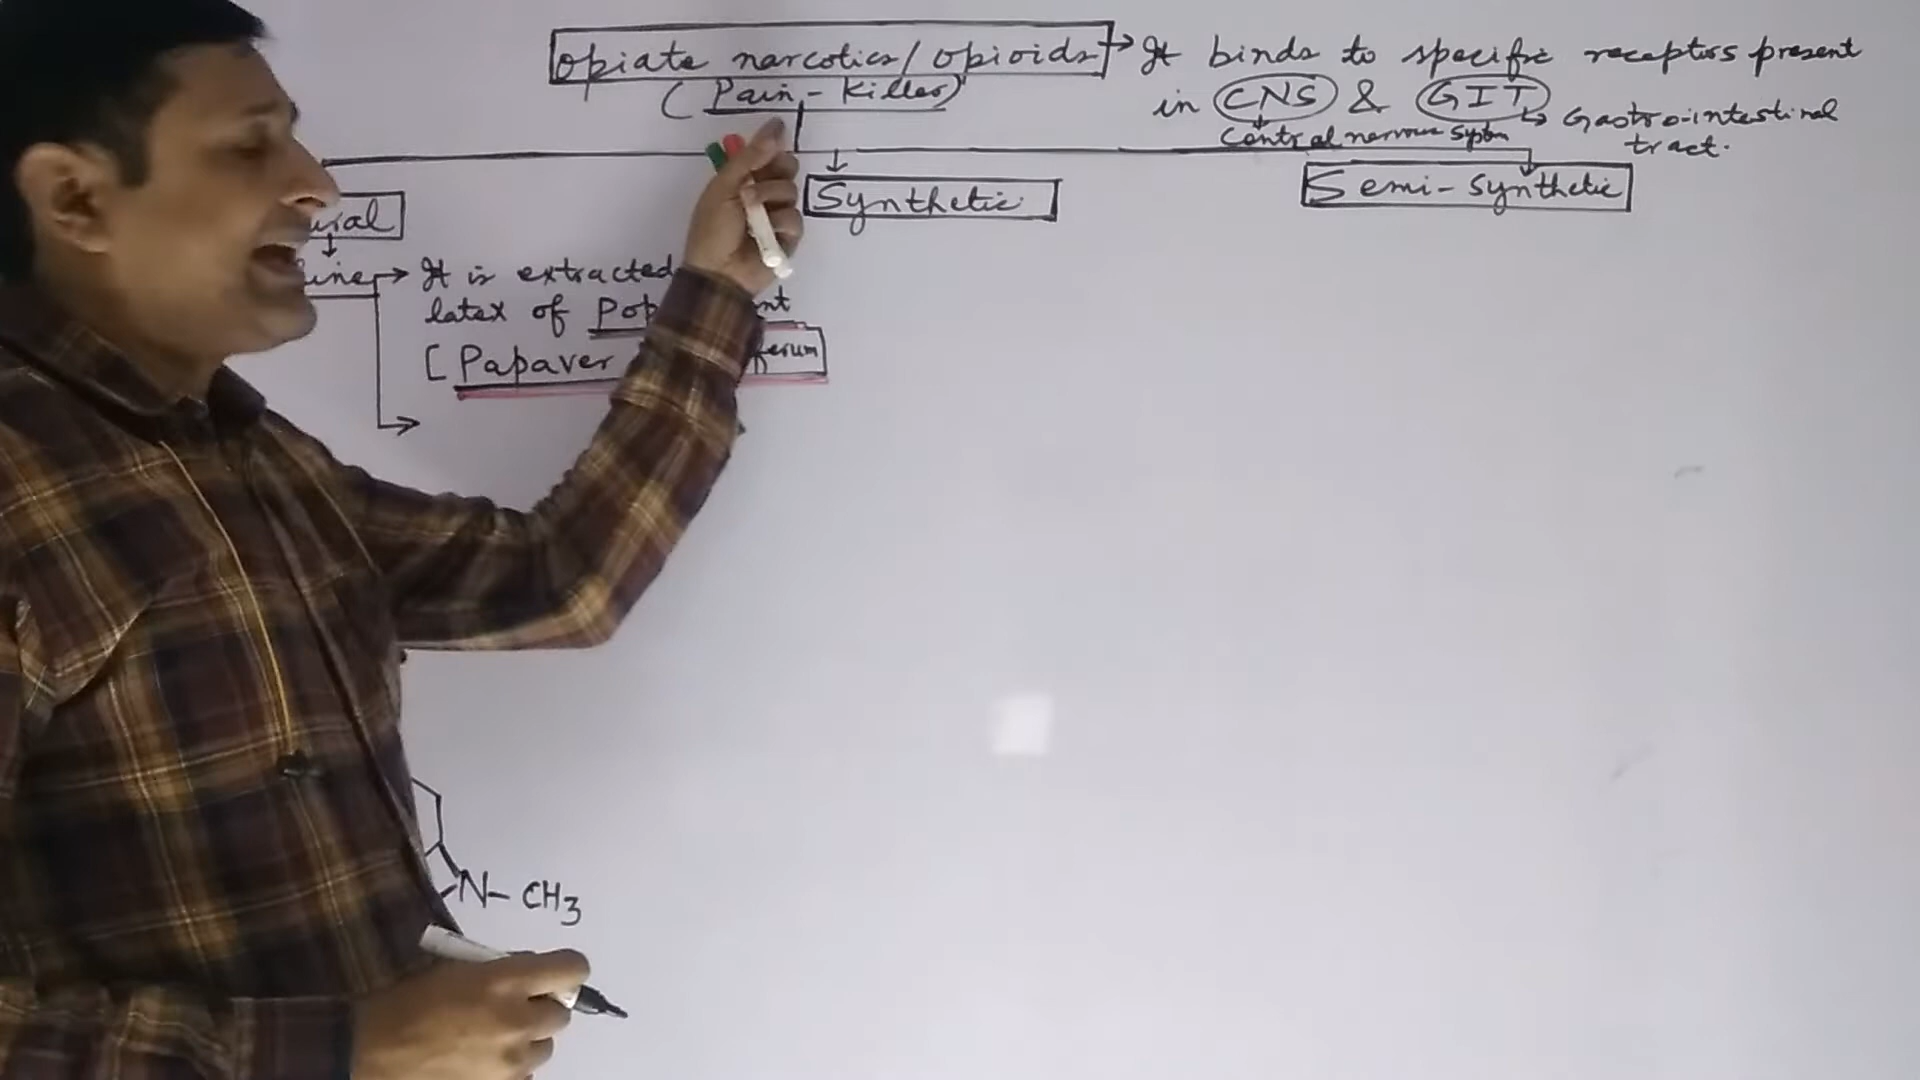 Opiate narcotics/opioids → It binds to specific receptors present
(Pain-Killer) in CNS & GIT → Gastro-intestinal
Central nervous System tract.
Synthetic Semi-Synthetic
→ It is extracted
latex of
[Papaver
N-CH3